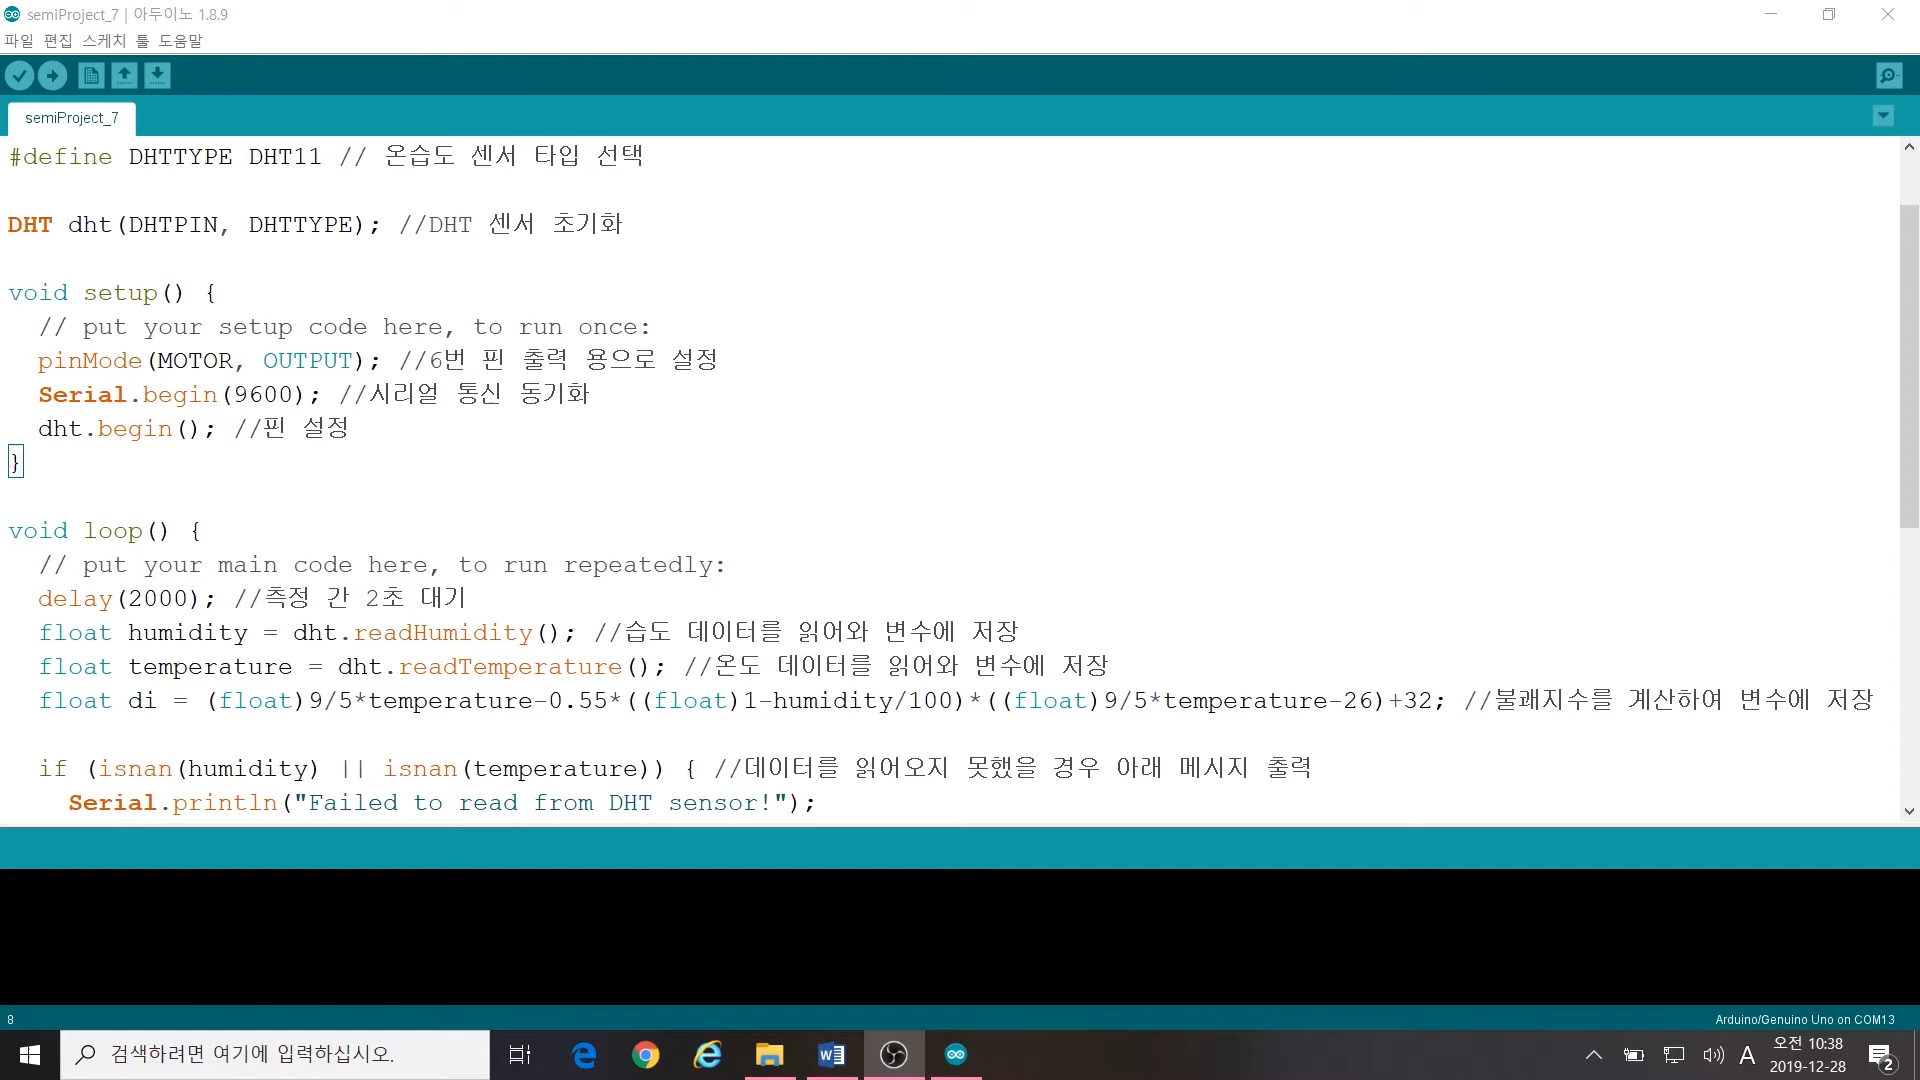 semiProject_7 | 아두이노 1.8.9
파일 편집 스케치 툴 도움말
semiProject_7
#define DHTTYPE DHT11 // 온습도 센서 타입 선택
DHT dht(DHTPIN, DHTTYPE); //DHT 센서 초기화
void setup() {
// put your setup code here, to run once:
pinMode(MOTOR, OUTPUT); //6번 핀 출력 용으로 설정
Serial.begin(9600); //시리얼 통신 동기화
dht.begin(); //핀 설정
}
void loop() {
// put your main code here, to run repeatedly:
delay(2000); //측정 간 2초 대기
float humidity = dht.readHumidity(); //습도 데이터를 읽어와 변수에 저장
float temperature = dht.readTemperature(); //온도 데이터를 읽어와 변수에 저장
float di = (float)9/5*temperature-0.55*((float)1-humidity/100)*((float)9/5*temperature-26)+32; //불쾌지수를 계산하여 변수에 저장
if (isnan(humidity) || isnan(temperature)) { //데이터를 읽어오지 못했을 경우 아래 메시지 출력
Serial.println("Failed to read from DHT sensor!");
8
Arduino/Genuino Uno on COM13
검색하려면 여기에 입력하십시오.
A
오전 10:38
2019-12-28
2